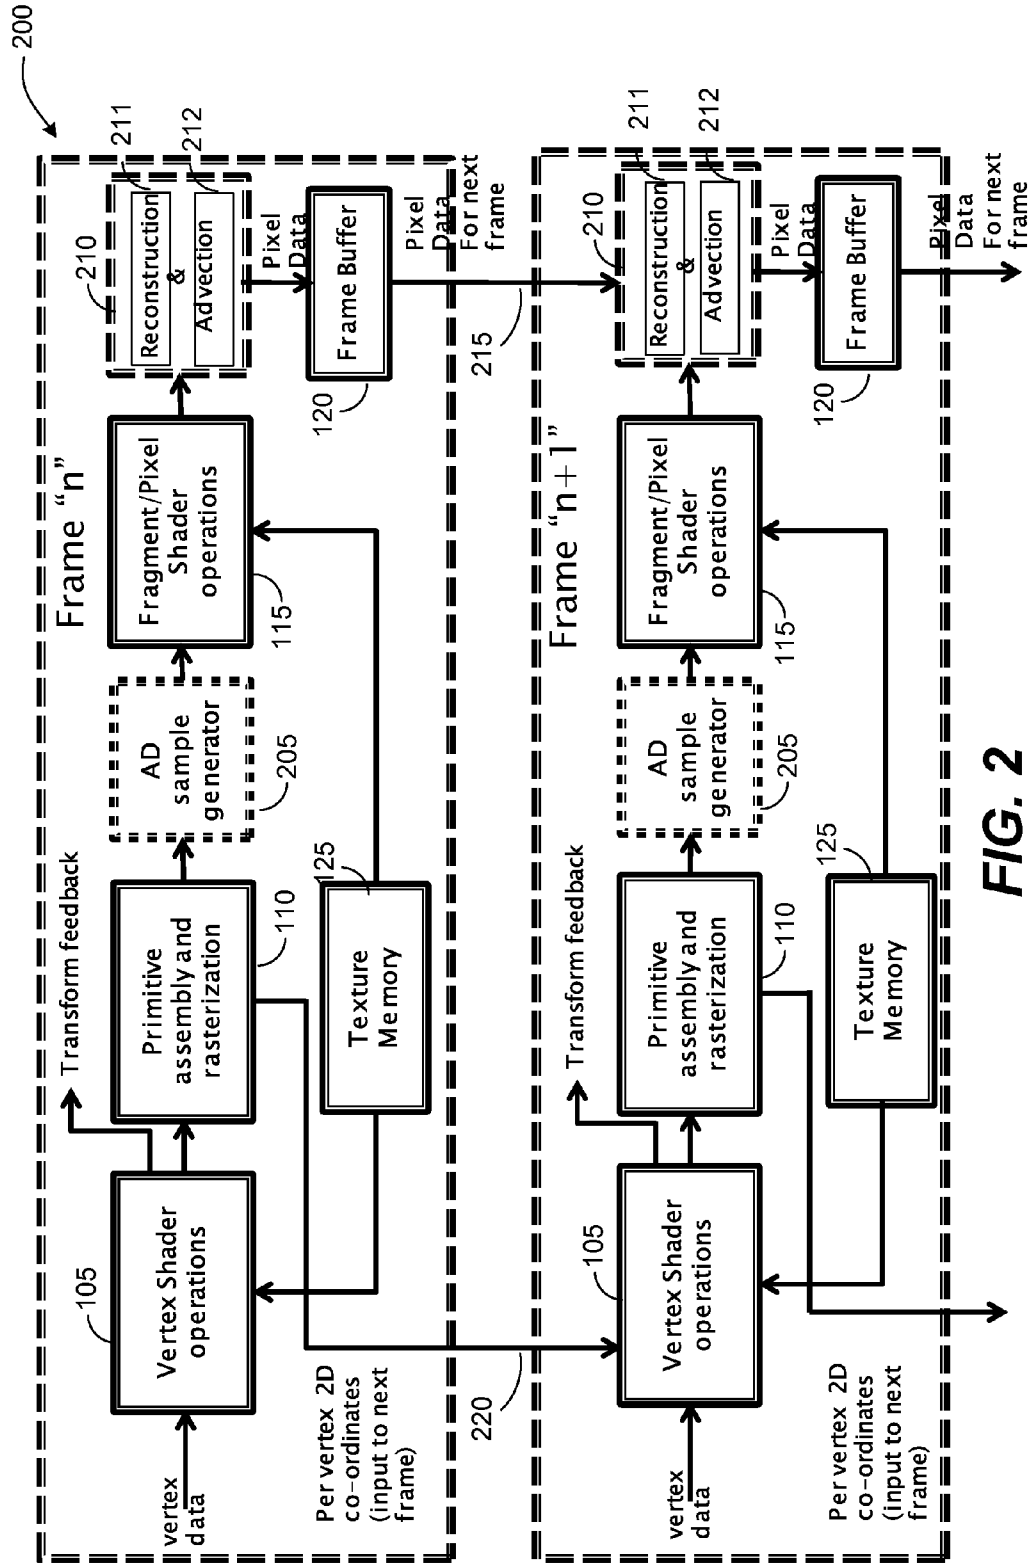 200
Frame "n"
vertex
data
105
Vertex Shader
operations
Transform feedback
Primitive
assembly and
rasterization
110
AD
sample
generator
205
Fragment/Pixel
Shader
operations
115
210
Reconstruction
&
Advection
211
212
Pixel
Data
Frame Buffer
120
Texture
Memory
125
Per vertex 2D
co-ordinates
(input to next
frame)
220
Pixel
Data
For next
frame
215
Frame "n+1"
vertex
data
105
Vertex Shader
operations
Transform feedback
Primitive
assembly and
rasterization
110
AD
sample
generator
205
Fragment/Pixel
Shader
operations
115
210
Reconstruction
&
Advection
211
212
Pixel
Data
Frame Buffer
120
Texture
Memory
125
Per vertex 2D
co-ordinates
(input to next
frame)
Pixel
Data
For next
frame
FIG. 2